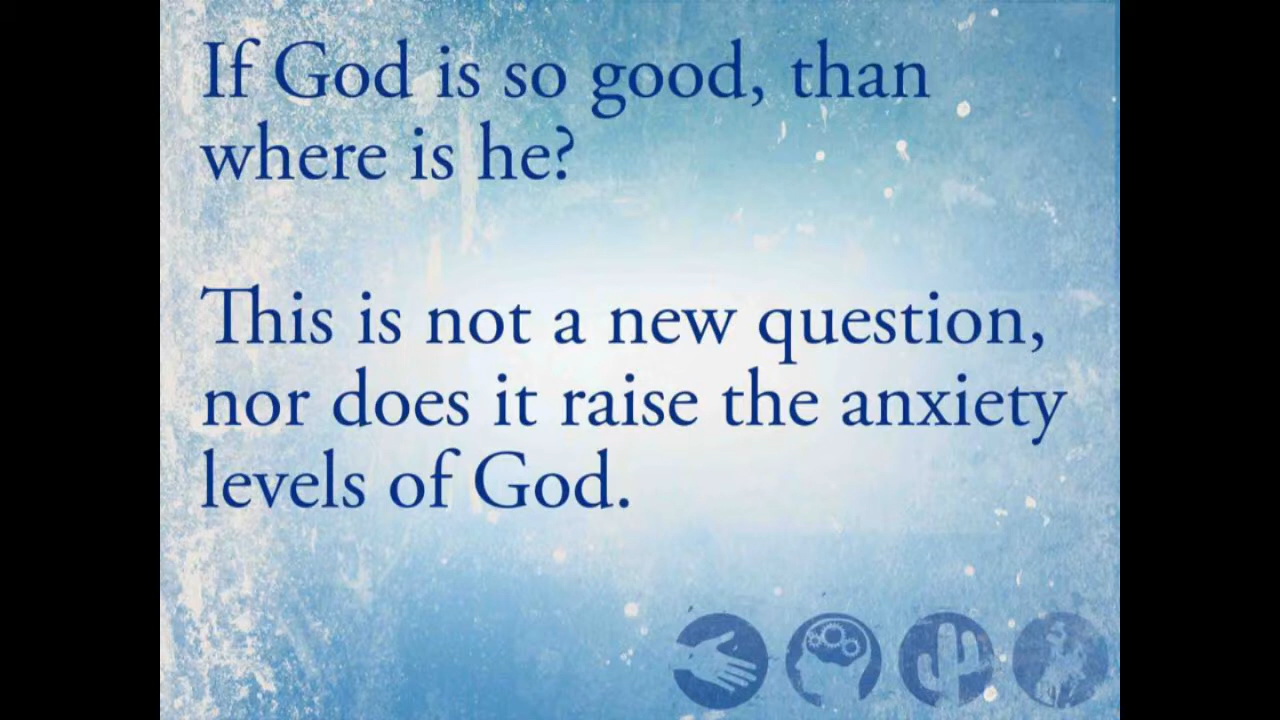 If God is so good, than
where is he?
This is not a new question,
nor does it raise the anxiety
levels of God.